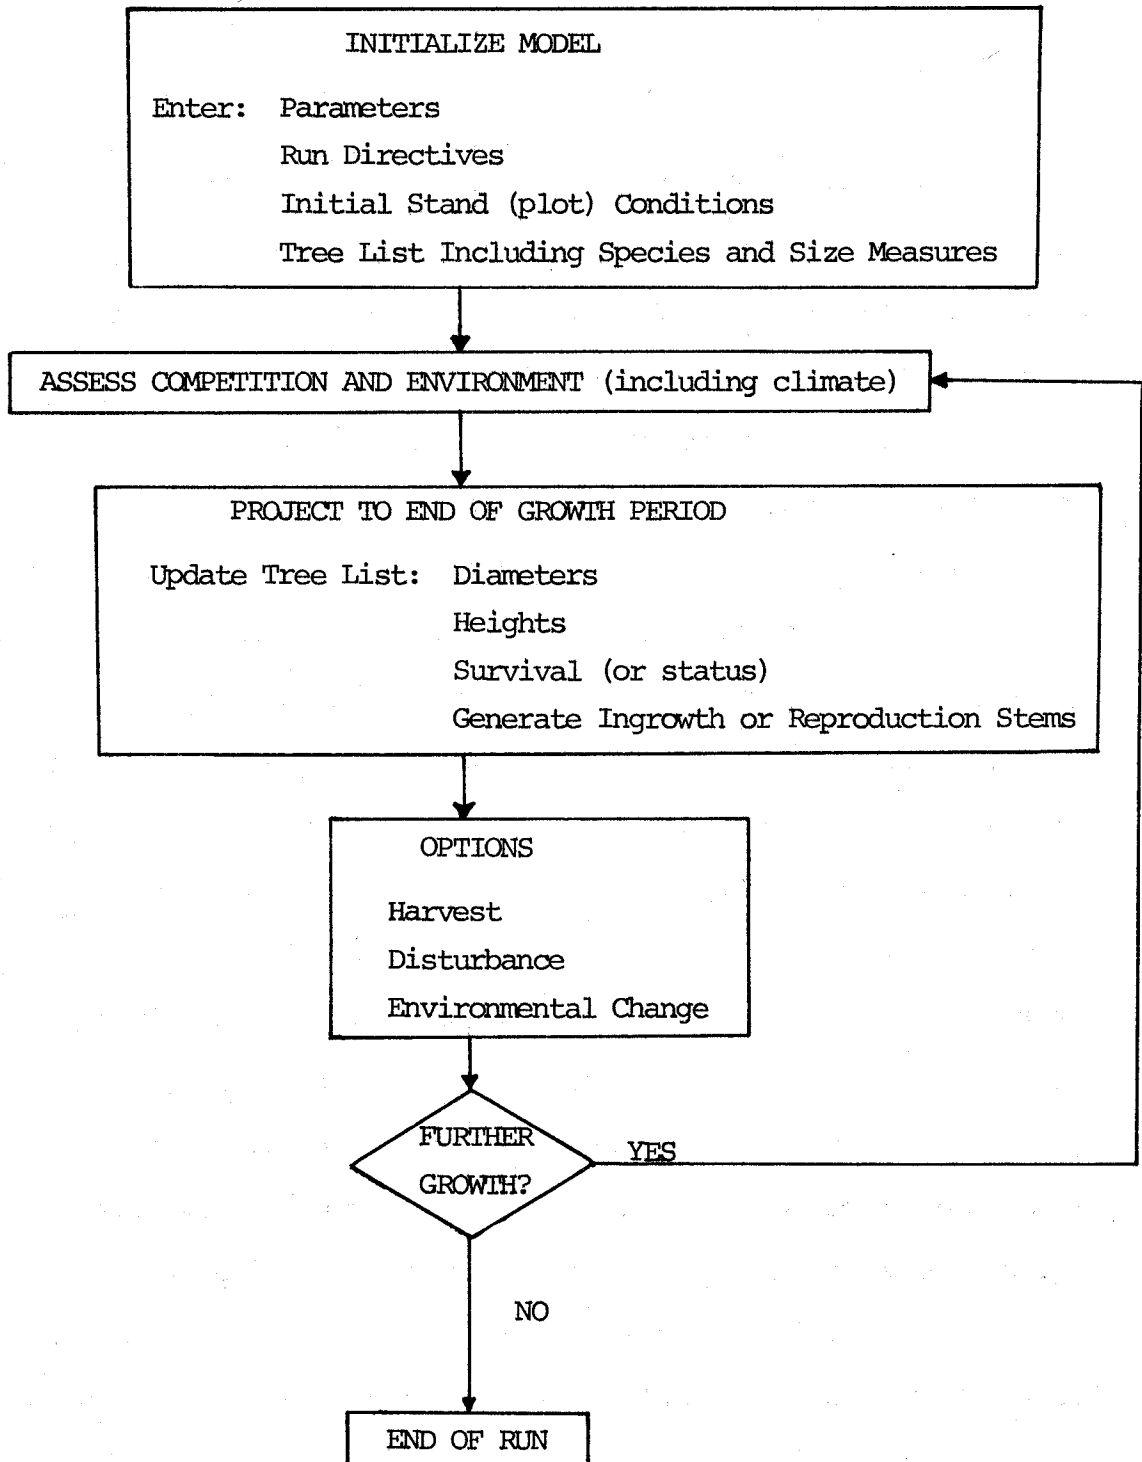 INITIALIZE MODEL
Enter: Parameters
Run Directives
Initial Stand (plot) Conditions
Tree List Including Species and Size Measures
ASSESS COMPETITION AND ENVIRONMENT (including climate)
PROJECT TO END OF GROWTH PERIOD
Update Tree List: Diameters
Heights
Survival (or status)
Generate Ingrowth or Reproduction Stems
OPTIONS
Harvest
Disturbance
Environmental Change
FURTHER
GROWTH?
YES
NO
END OF RUN